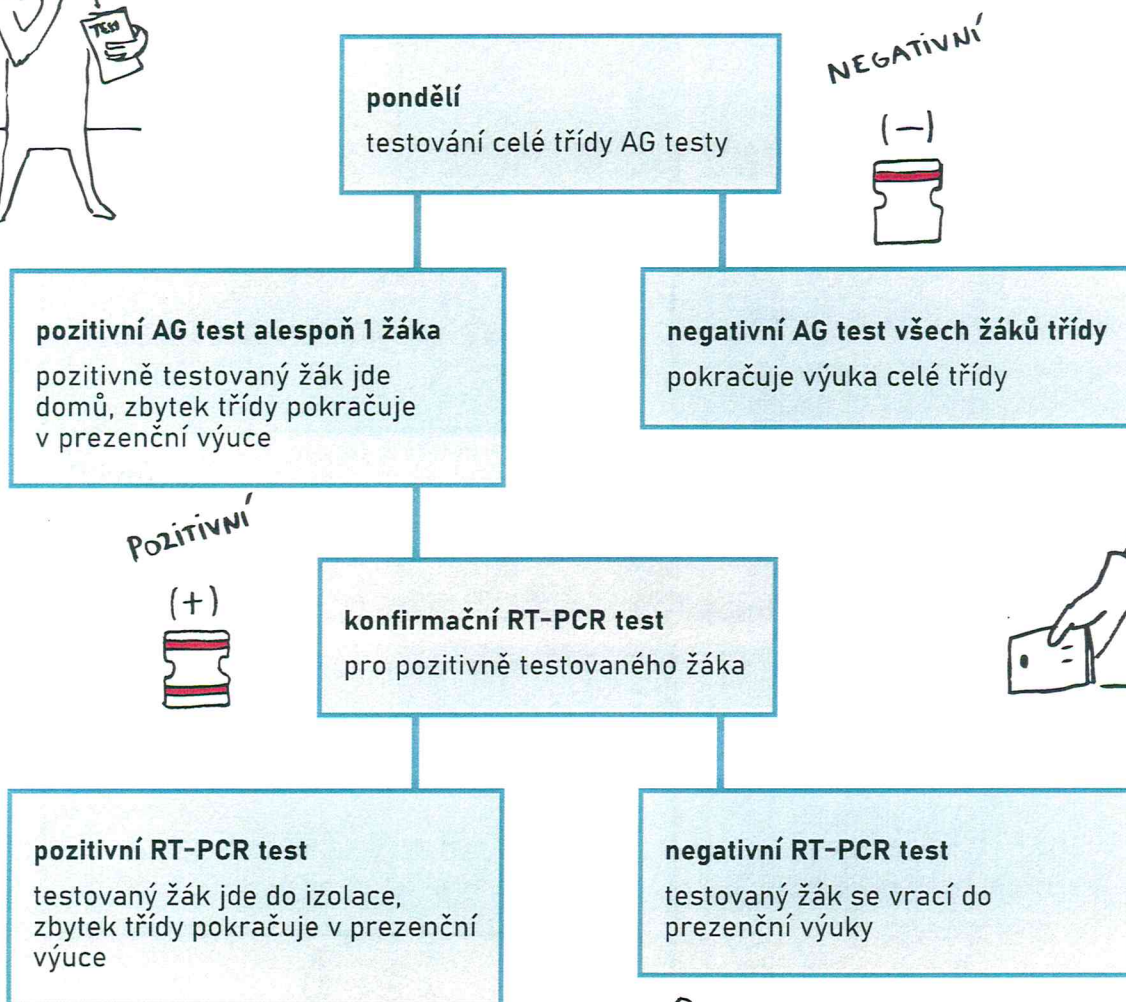 TEST
NEGATIVNÍ
(−)
pondělí
testování celé třídy AG testy
pozitivní AG test alespoň 1 žáka
pozitivně testovaný žák jde
domů, zbytek třídy pokračuje
v prezenční výuce
negativní AG test všech žáků třídy
pokračuje výuka celé třídy
POZITIVNÍ
(+)
konfirmační RT-PCR test
pro pozitivně testovaného žáka
pozitivní RT-PCR test
testovaný žák jde do izolace,
zbytek třídy pokračuje v prezenční
výuce
negativní RT-PCR test
testovaný žák se vrací do
prezenční výuky